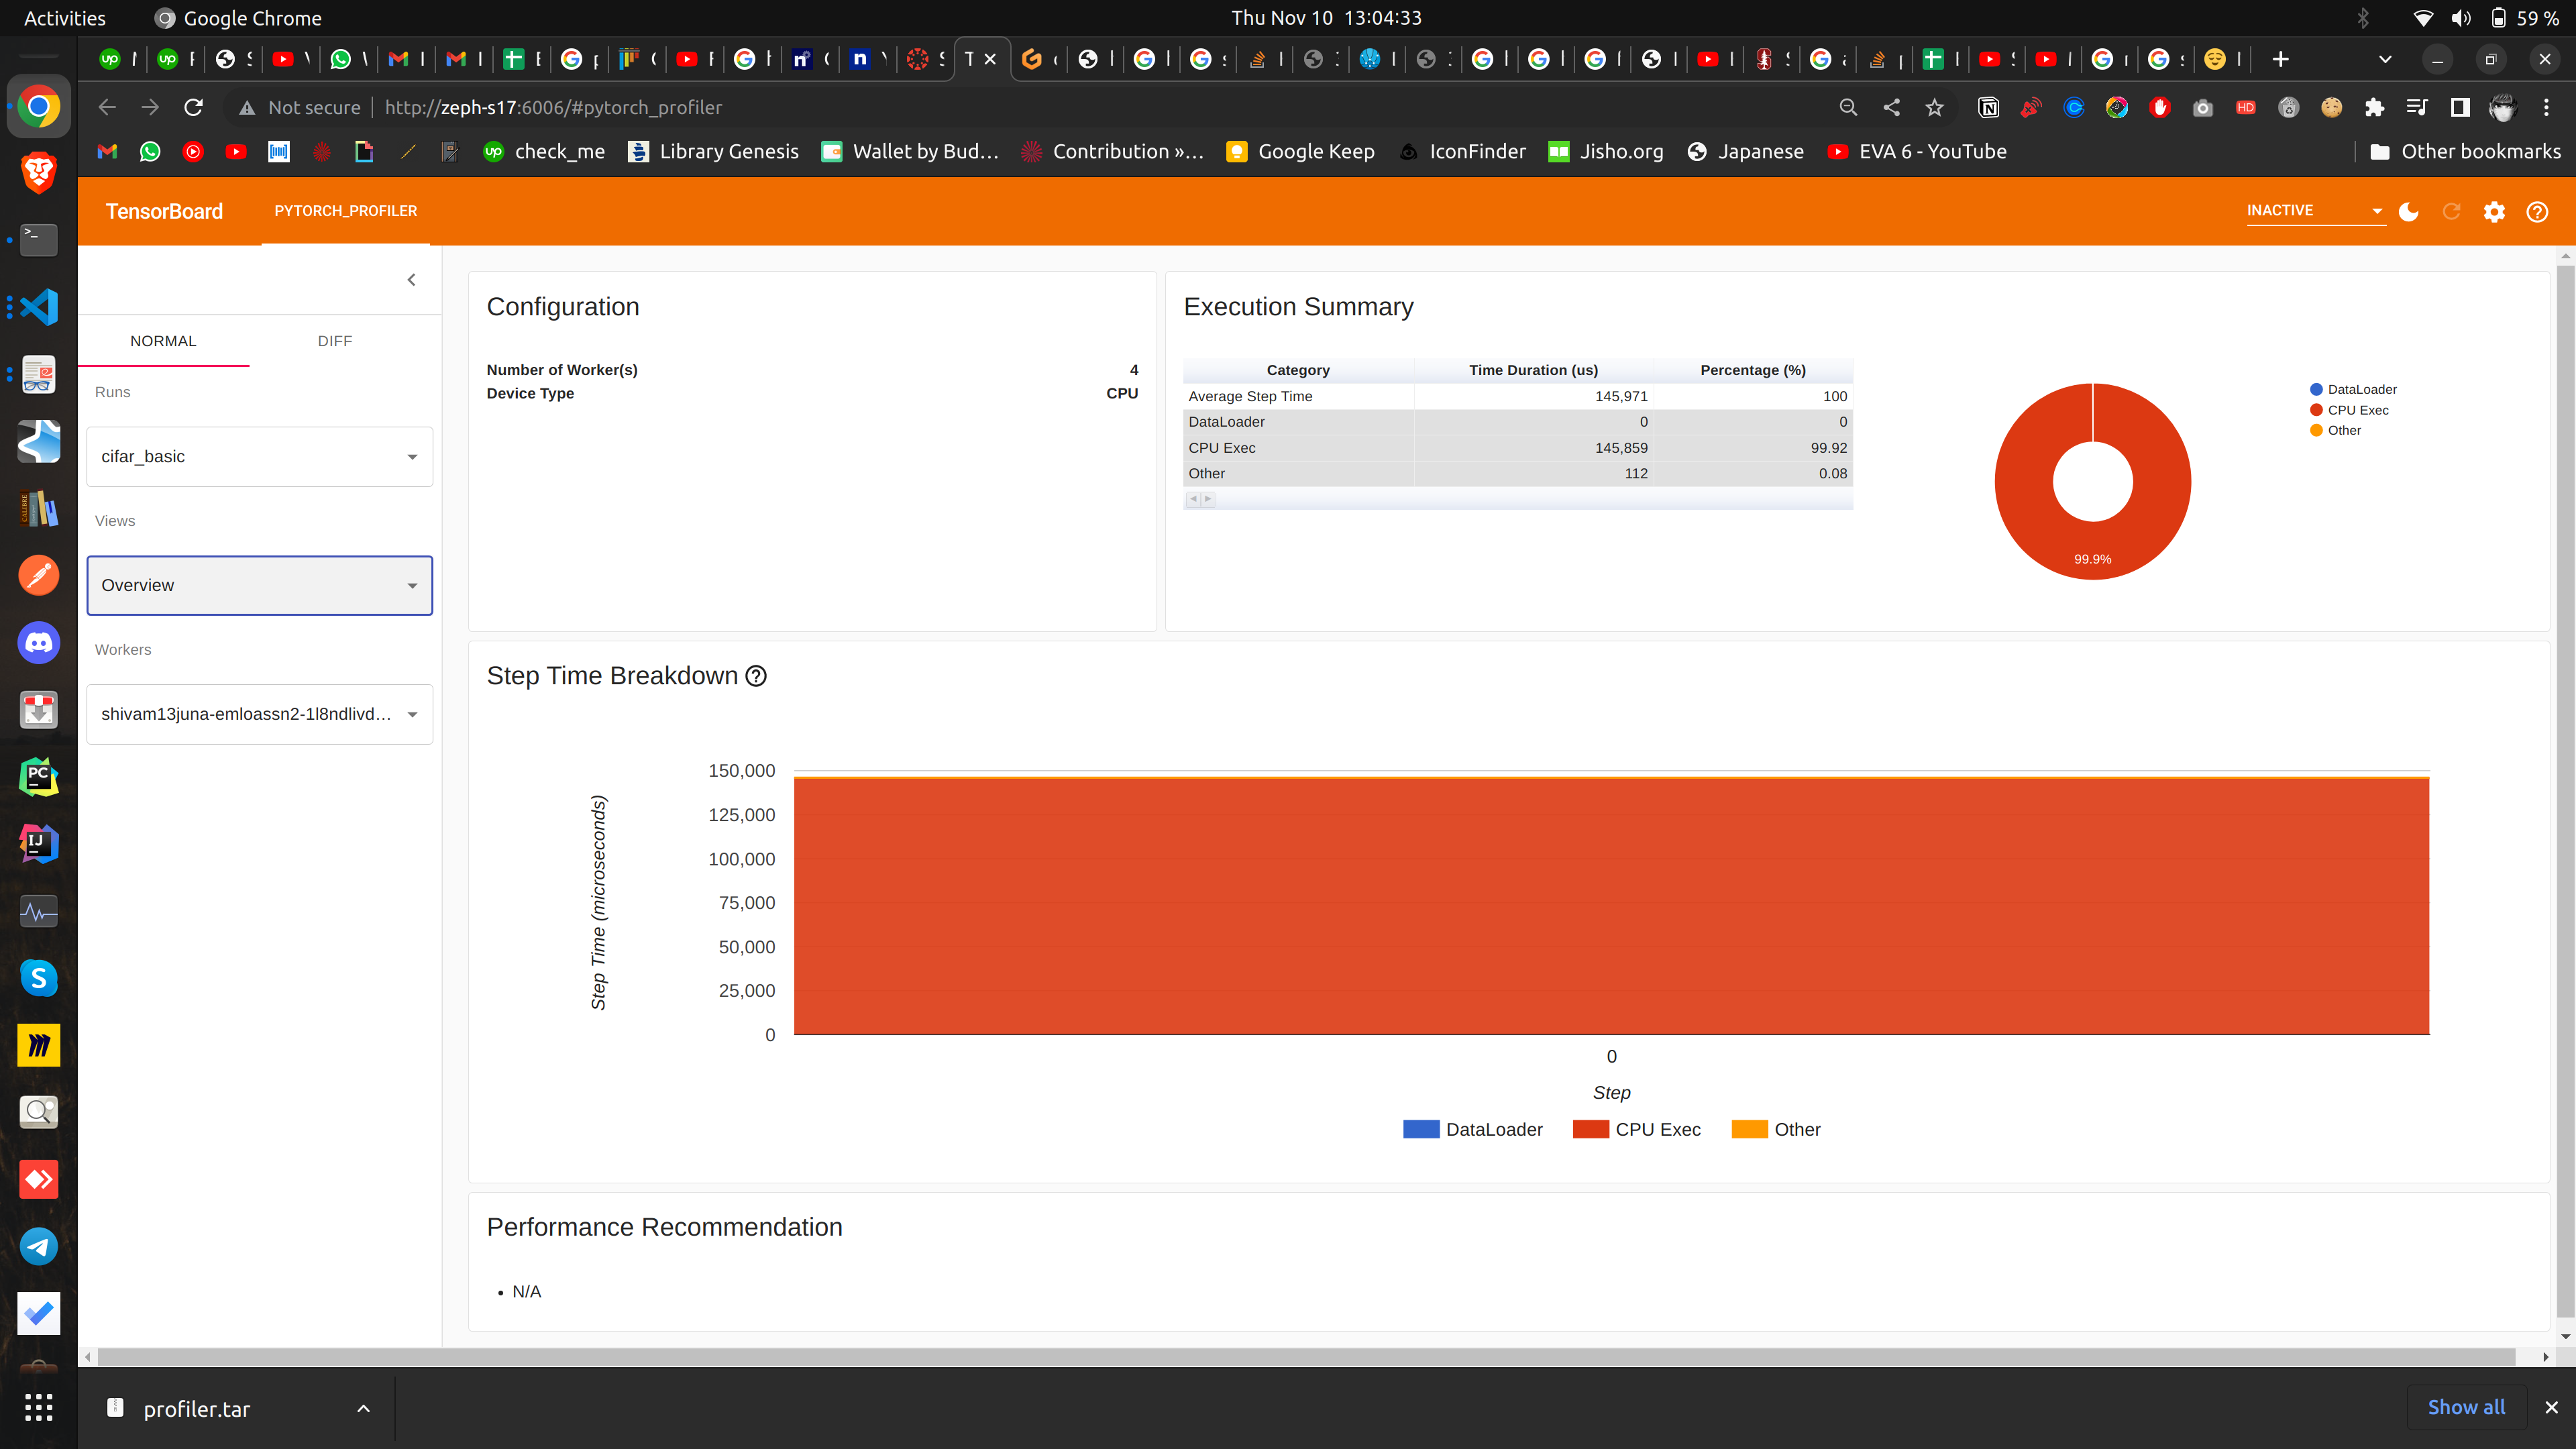 Activities
Google Chrome
Thu Nov 10 13:04:33
59 %
Not secure
http://zeph-s17:6006/#pytorch_profiler
check_me
Library Genesis
Wallet by Bud…
Contribution »…
Google Keep
IconFinder
Jisho.org
Japanese
EVA 6 - YouTube
Other bookmarks
TensorBoard
PYTORCH_PROFILER
INACTIVE
NORMAL
DIFF
Runs
cifar_basic
Views
Overview
Workers
shivam13juna-emloassn2-1l8ndlivd…
Configuration
Number of Worker(s) 4
Device Type CPU
Execution Summary
Category Time Duration (us) Percentage (%)
Average Step Time 145,971 100
DataLoader 0 0
CPU Exec 145,859 99.92
Other 112 0.08
99.9%
DataLoader
CPU Exec
Other
Step Time Breakdown
Step Time (microseconds)
150,000
125,000
100,000
75,000
50,000
25,000
0
0
Step
DataLoader
CPU Exec
Other
Performance Recommendation
• N/A
profiler.tar
Show all